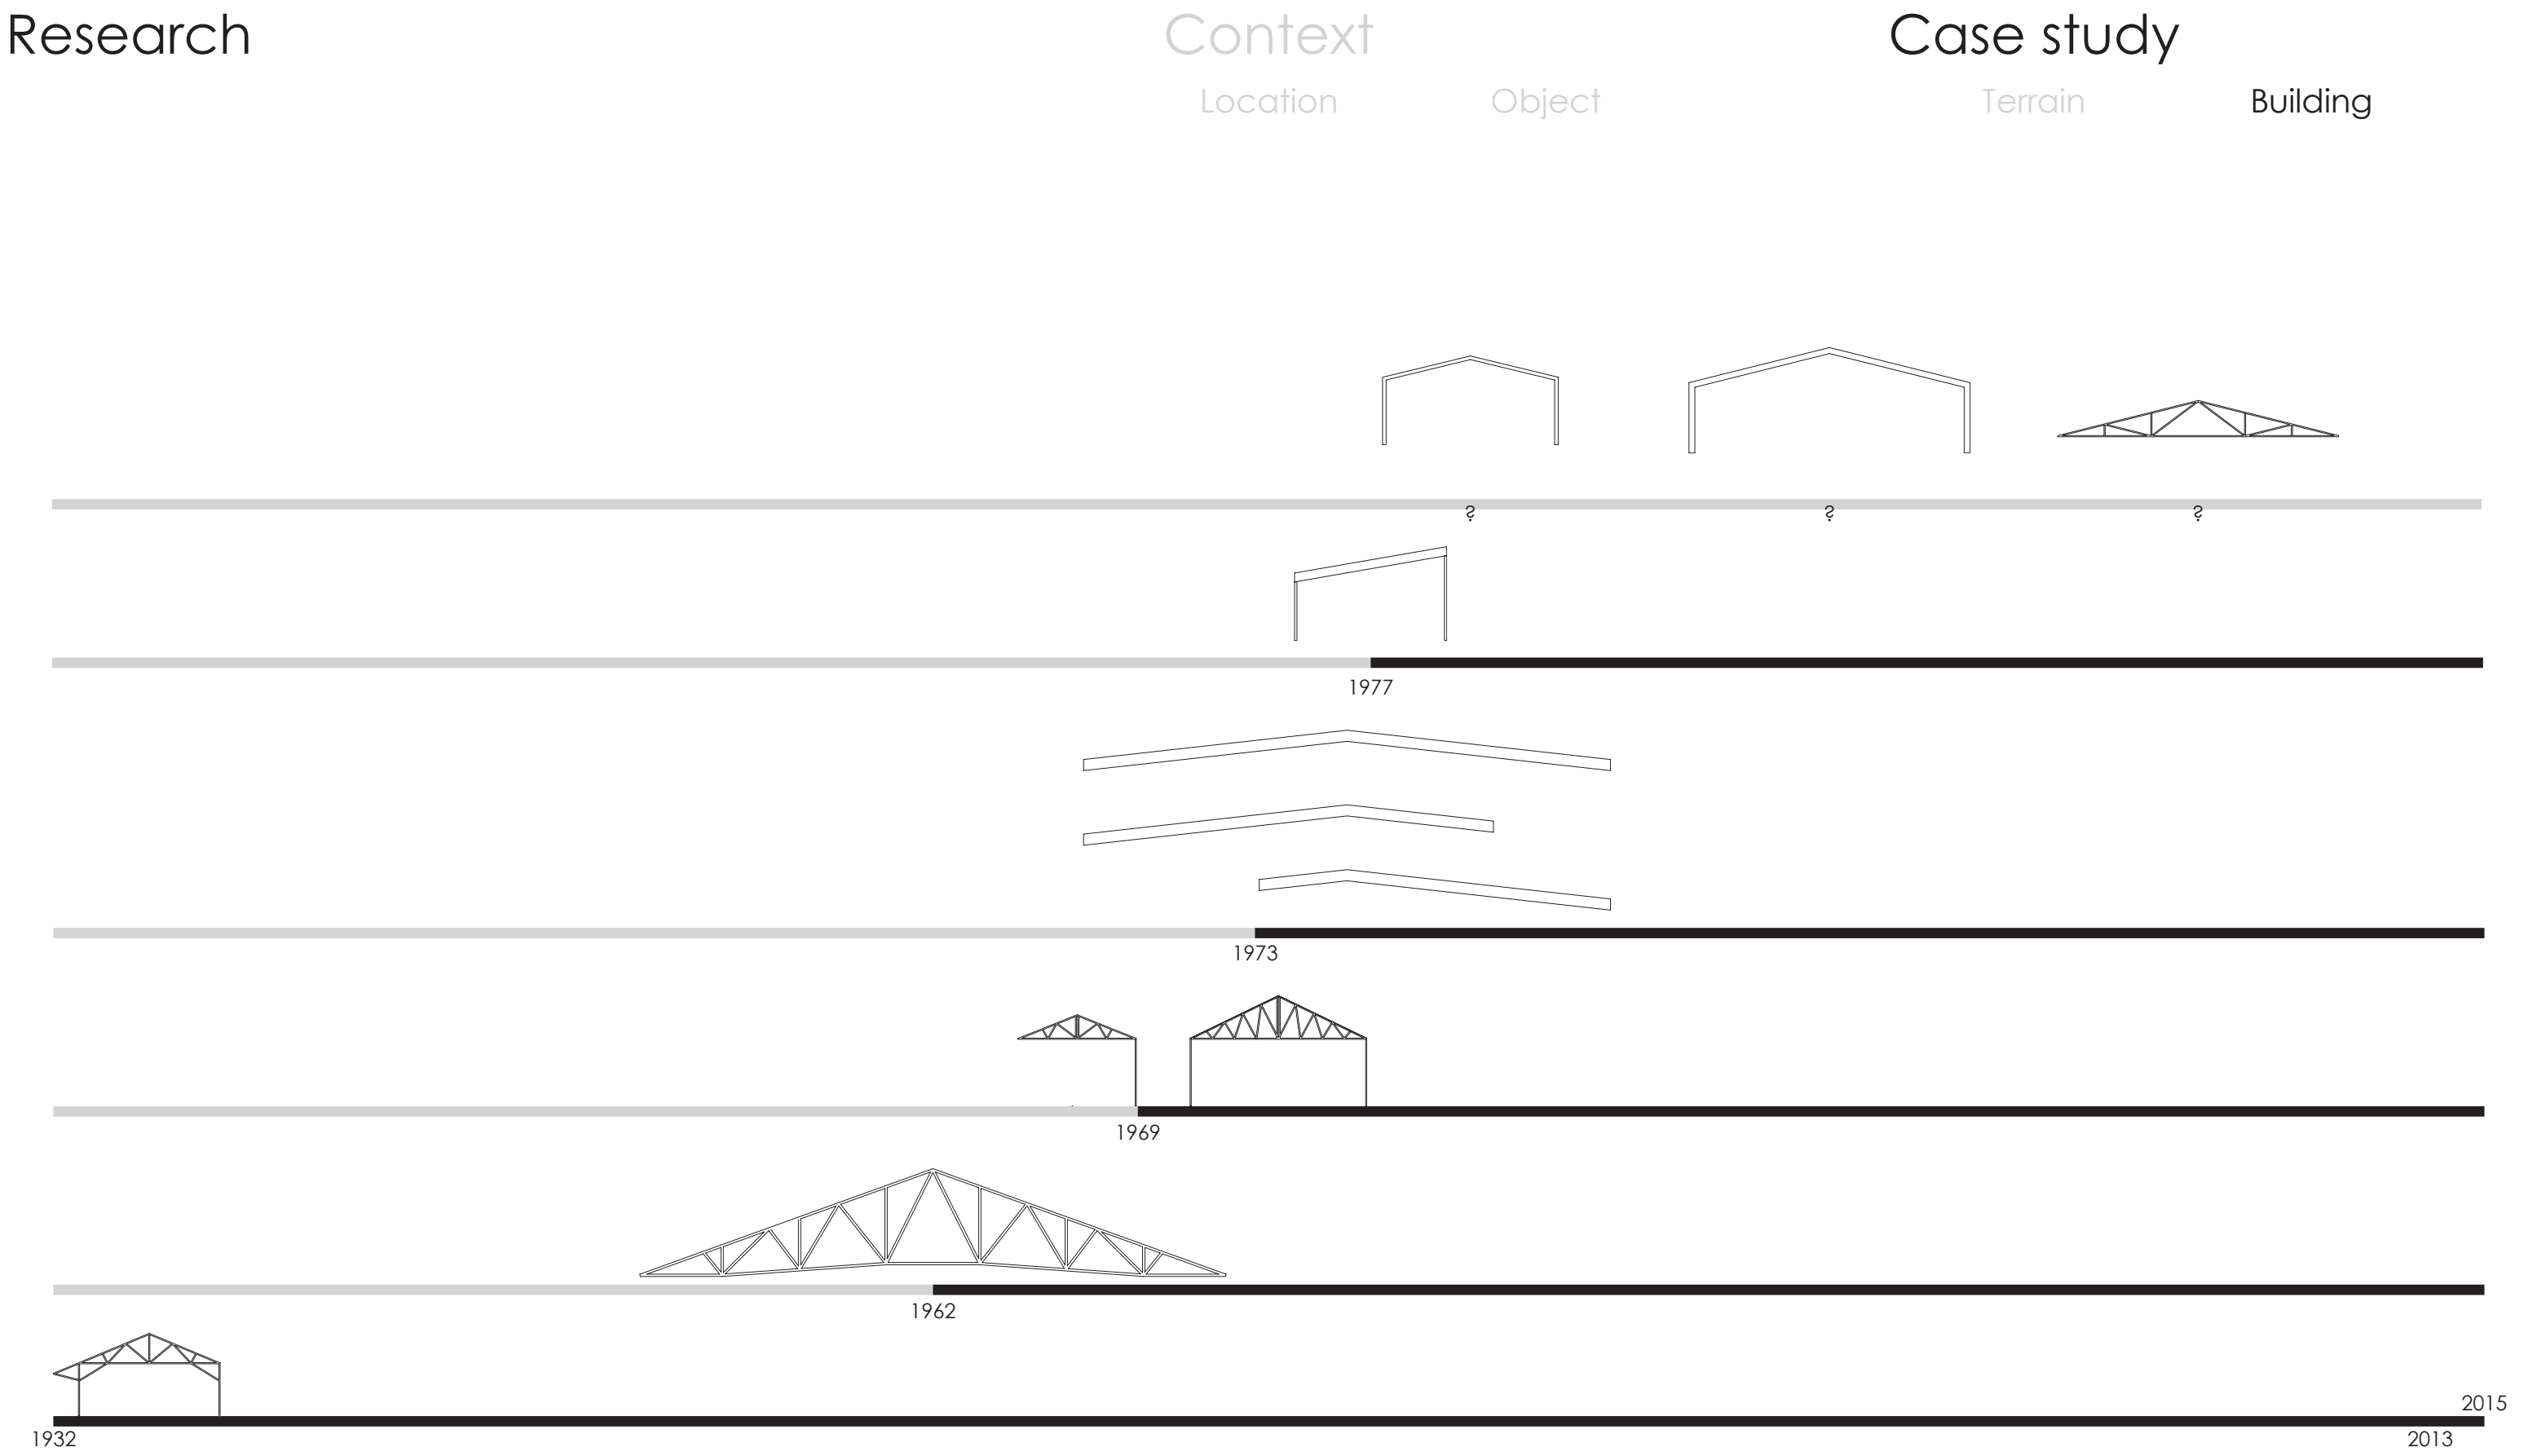 Research Context Case study
Location Object Terrain Building
? ? ?
1977
1973
1969
1962
2015
1932 2013